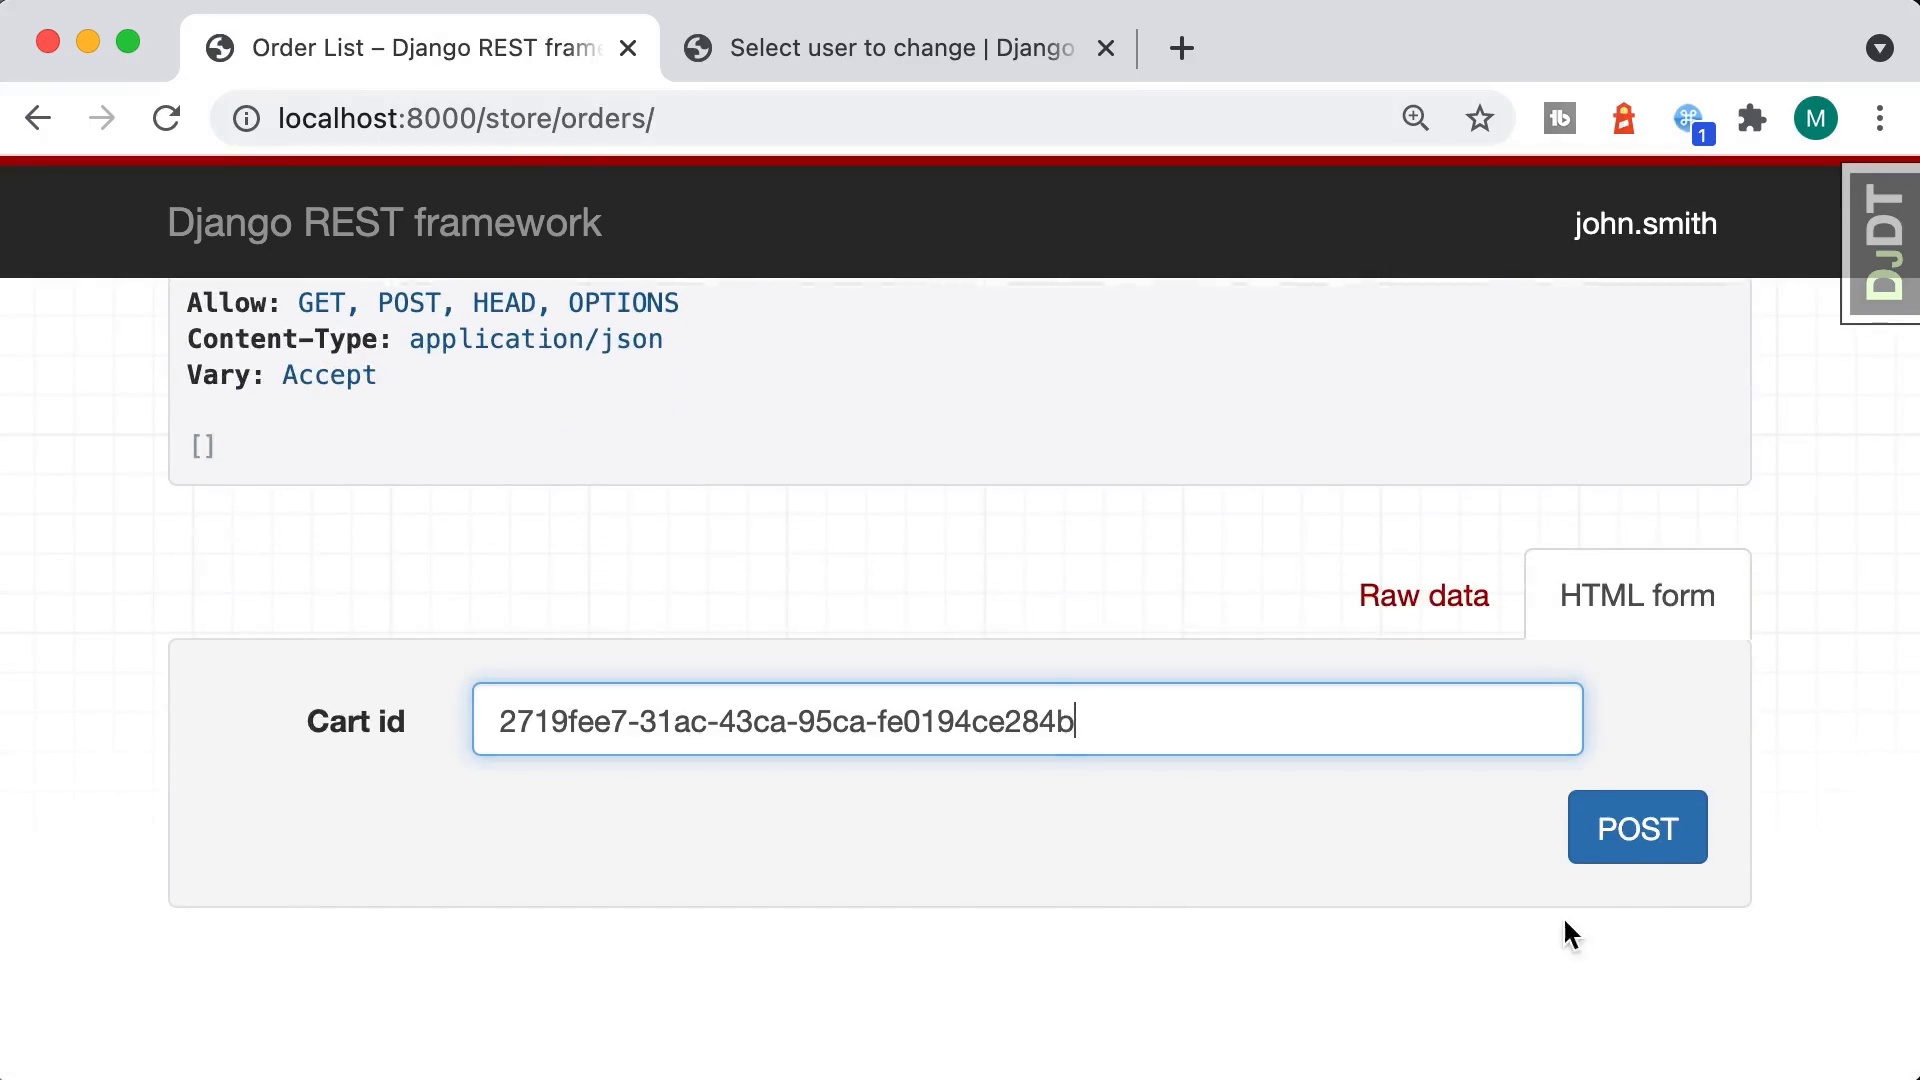 Order List – Django REST frame
Select user to change | Django
localhost:8000/store/orders/
tb
1
M
Django REST framework
john.smith
DJDT
Allow: GET, POST, HEAD, OPTIONS
Content-Type: application/json
Vary: Accept
[]
Raw data
HTML form
Cart id
2719fee7-31ac-43ca-95ca-fe0194ce284b
POST